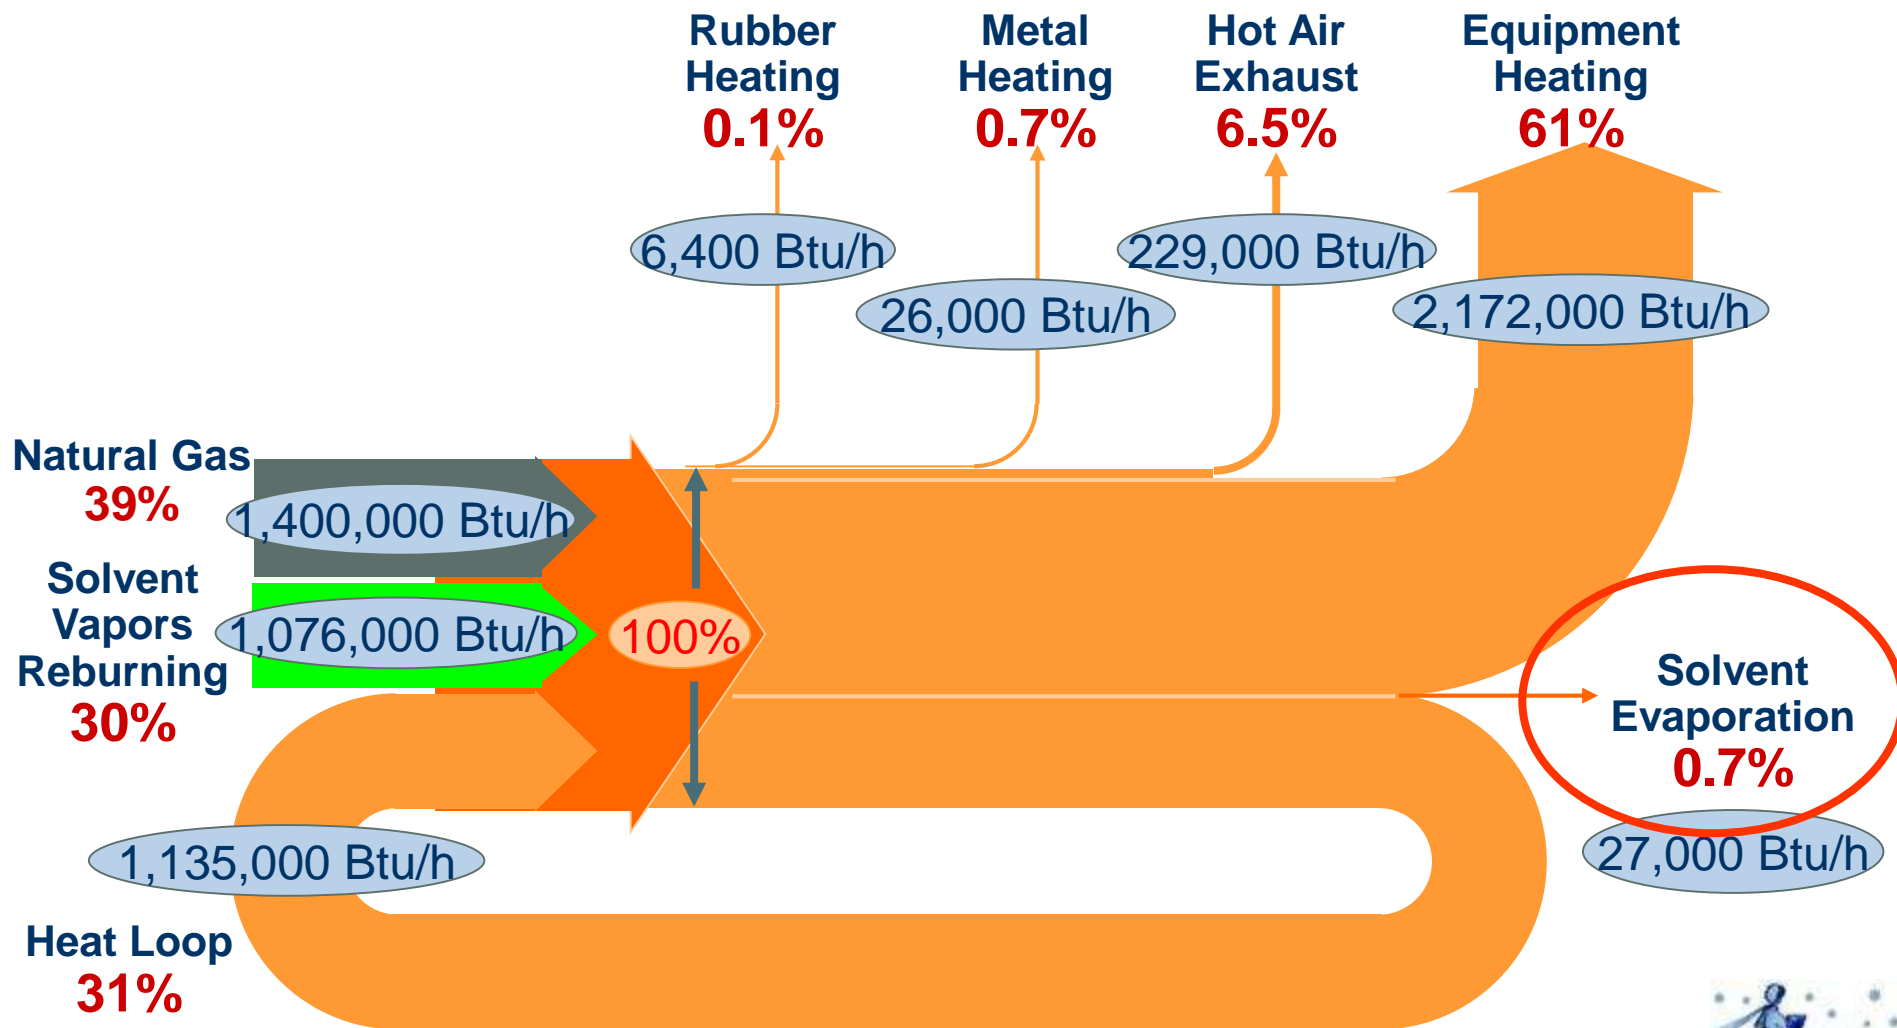 Rubber
Heating
0.1%
Metal
Heating
0.7%
Hot Air
Exhaust
6.5%
Equipment
Heating
61%
6,400 Btu/h
26,000 Btu/h
229,000 Btu/h
2,172,000 Btu/h
Natural Gas
39%
1,400,000 Btu/h
Solvent
Vapors
Reburning
30%
1,076,000 Btu/h
100%
Solvent
Evaporation
0.7%
27,000 Btu/h
1,135,000 Btu/h
Heat Loop
31%